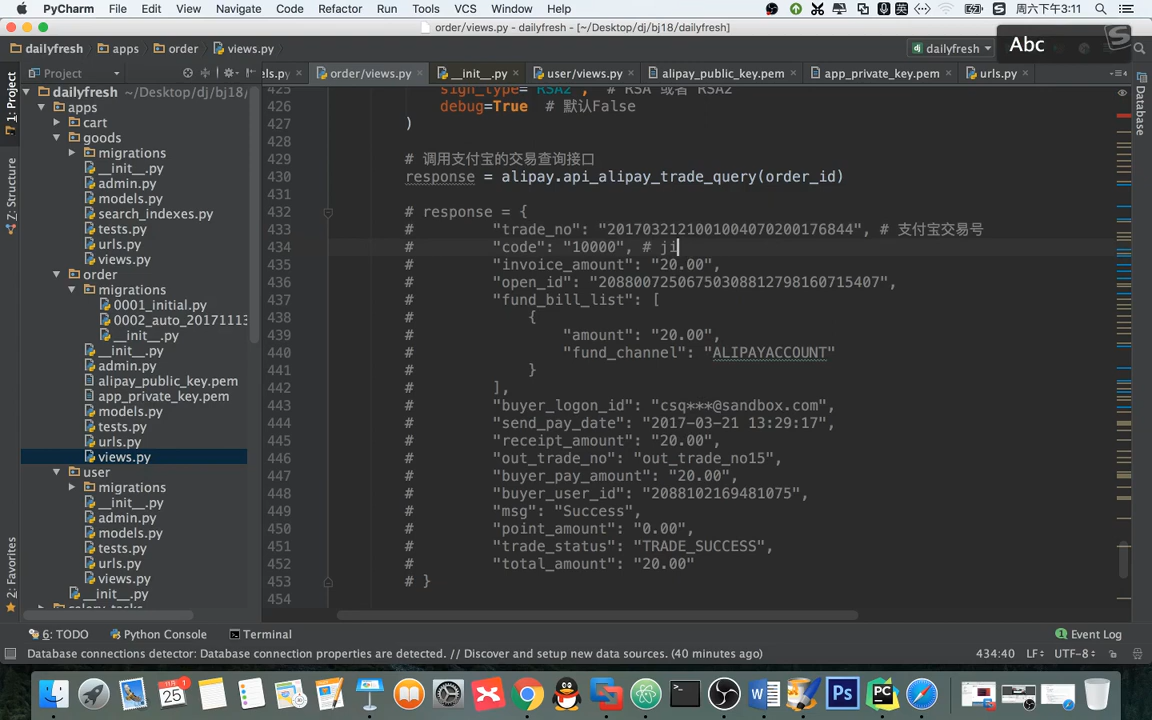 PyCharm File Edit View Navigate Code Refactor Run Tools VCS Window Help 英 周六下午3:11
order/views.py - dailyfresh - [~/Desktop/dj/bj18/dailyfresh]
dailyfresh apps order views.py dailyfresh
Abc
Project els.py order/views.py __init__.py user/views.py alipay_public_key.pem app_private_key.pem urls.py
1: Project
Z: Structure
2: Favorites
Database
dailyfresh ~/Desktop/dj/bj18/
apps
cart
goods
migrations
__init__.py
admin.py
models.py
search_indexes.py
tests.py
urls.py
views.py
order
migrations
0001_initial.py
0002_auto_20171113
__init__.py
__init__.py
admin.py
alipay_public_key.pem
app_private_key.pem
models.py
tests.py
urls.py
views.py
user
migrations
__init__.py
admin.py
models.py
tests.py
urls.py
views.py
__init__.py
425 sign_type="RSA2", # RSA 或者 RSA2
426 debug=True # 默认False
427 )
428
429 # 调用支付宝的交易查询接口
430 response = alipay.api_alipay_trade_query(order_id)
431
432 # response = {
433 # "trade_no": "2017032121001004070200176844", # 支付宝交易号
434 # "code": "10000", # ji
435 # "invoice_amount": "20.00",
436 # "open_id": "20880072506750308812798160715407",
437 # "fund_bill_list": [
438 # {
439 # "amount": "20.00",
440 # "fund_channel": "ALIPAYACCOUNT"
441 # }
442 # ],
443 # "buyer_logon_id": "csq***@sandbox.com",
444 # "send_pay_date": "2017-03-21 13:29:17",
445 # "receipt_amount": "20.00",
446 # "out_trade_no": "out_trade_no15",
447 # "buyer_pay_amount": "20.00",
448 # "buyer_user_id": "2088102169481075",
449 # "msg": "Success",
450 # "point_amount": "0.00",
451 # "trade_status": "TRADE_SUCCESS",
452 # "total_amount": "20.00"
453 # }
454
6: TODO Python Console Terminal 1 Event Log
Database connections detector: Database connection properties are detected. // Discover and setup new data sources. (40 minutes ago) 434:40 LF÷ UTF-8÷